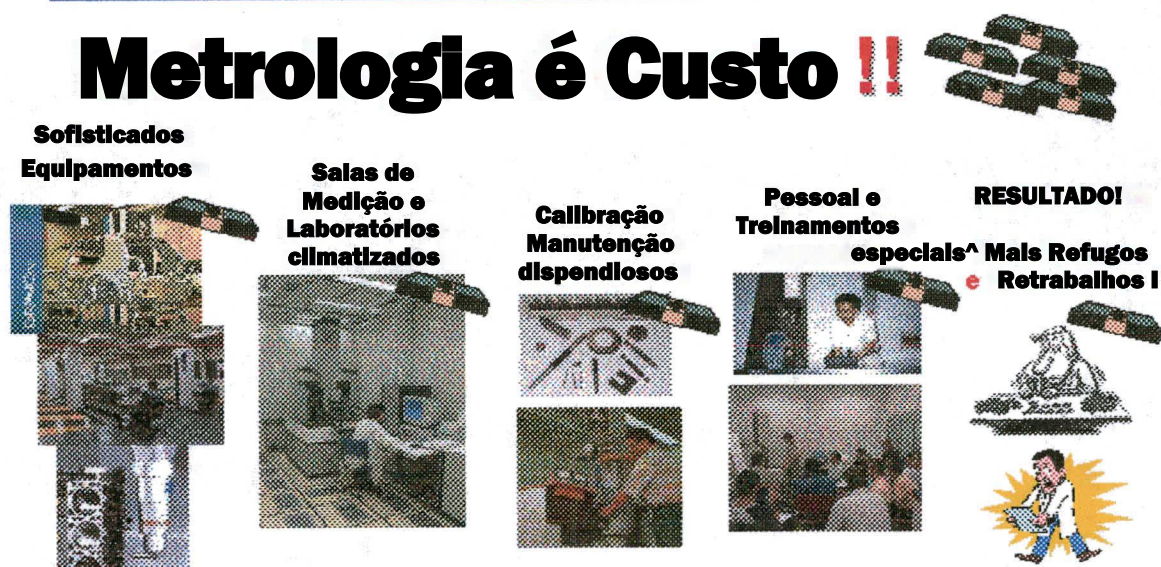 Metrologia é Custo !!
Sofisticados
Equipamentos
Salas de
Medição e
Laboratórios
climatizados
Calibração
Manutenção
dispendiosos
Pessoal e
Treinamentos
especiais^
RESULTADO!
Mais Refugos
e Retrabalhos I